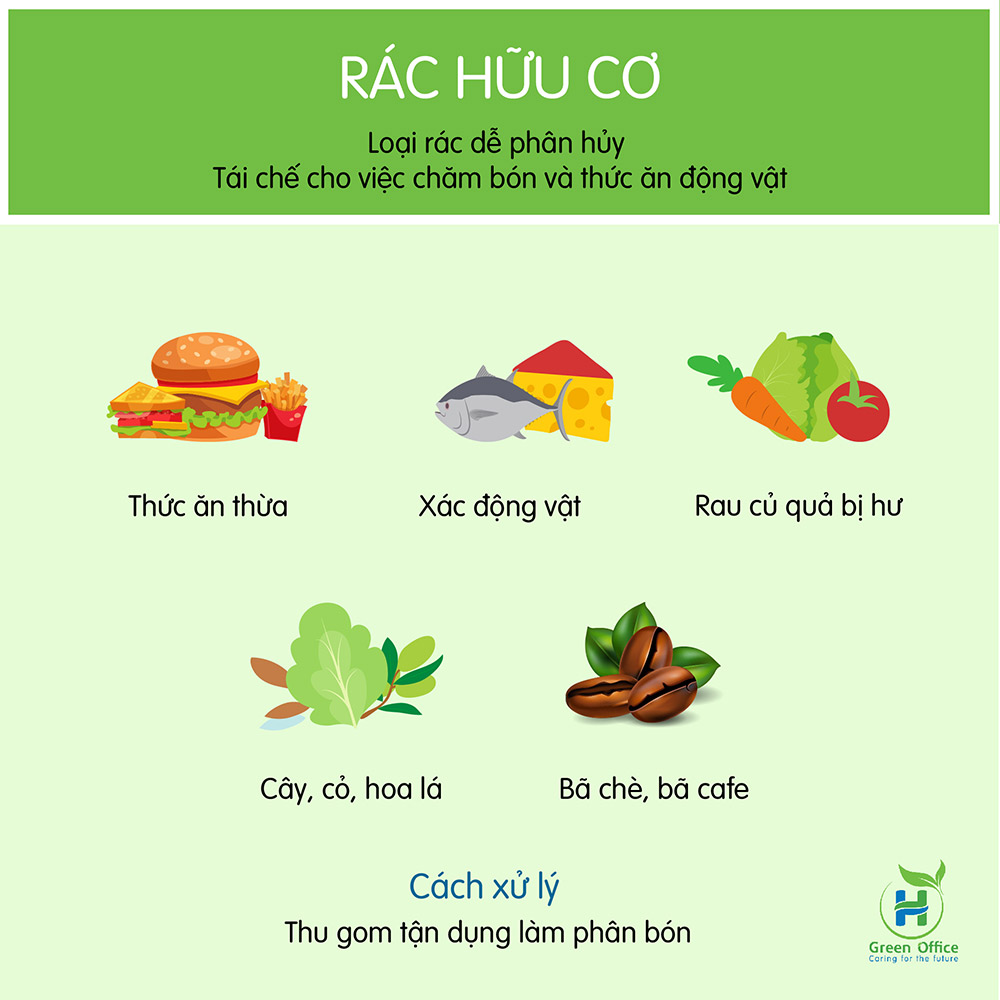 RÁC HỮU CƠ
Loại rác dễ phân hủy
Tái chế cho việc chăm bón và thức ăn động vật
Thức ăn thừa
Xác động vật
Rau củ quả bị hư
Cây, cỏ, hoa lá
Bã chè, bã cafe
Cách xử lý
Thu gom tận dụng làm phân bón
H
Green Office
Caring for the future